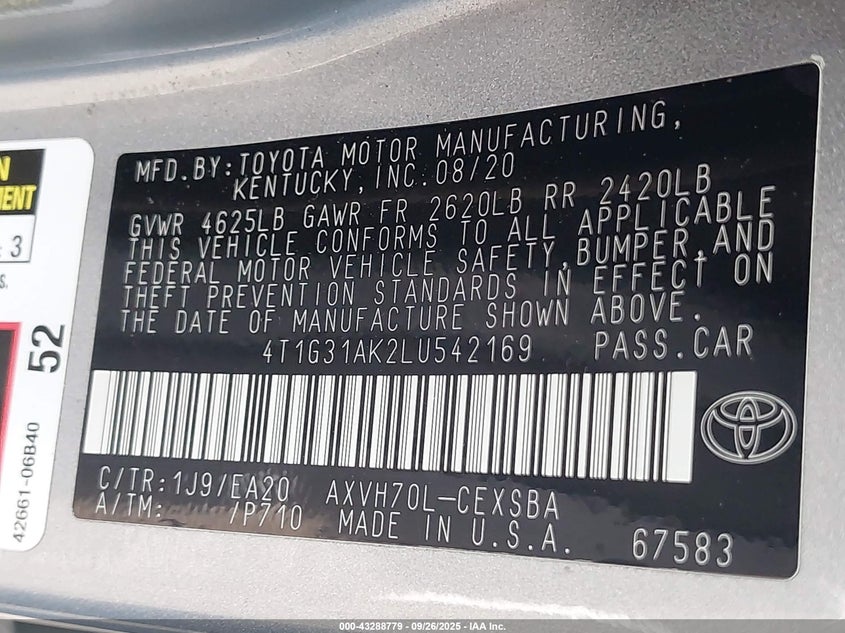 MFD.BY:TOYOTA MOTOR MANUFACTURING,
KENTUCKY,INC.08/20
GVWR 4625LB GAWR FR 2620LB RR 2420LB
THIS VEHICLE CONFORMS TO ALL APPLICABLE
FEDERAL MOTOR VEHICLE SAFETY,BUMPER,AND
THEFT PREVENTION STANDARDS IN EFFECT ON
THE DATE OF MANUFACTURE SHOWN ABOVE.
4T1G31AK2LU542169 PASS.CAR
C/TR:1J9/EA20 AXVH70L-CEXSBA
A/TM: /P710 MADE IN U.S.A. 67583
3
52
42661-06B40
000-43288779 - 09/26/2025 - IAA Inc.